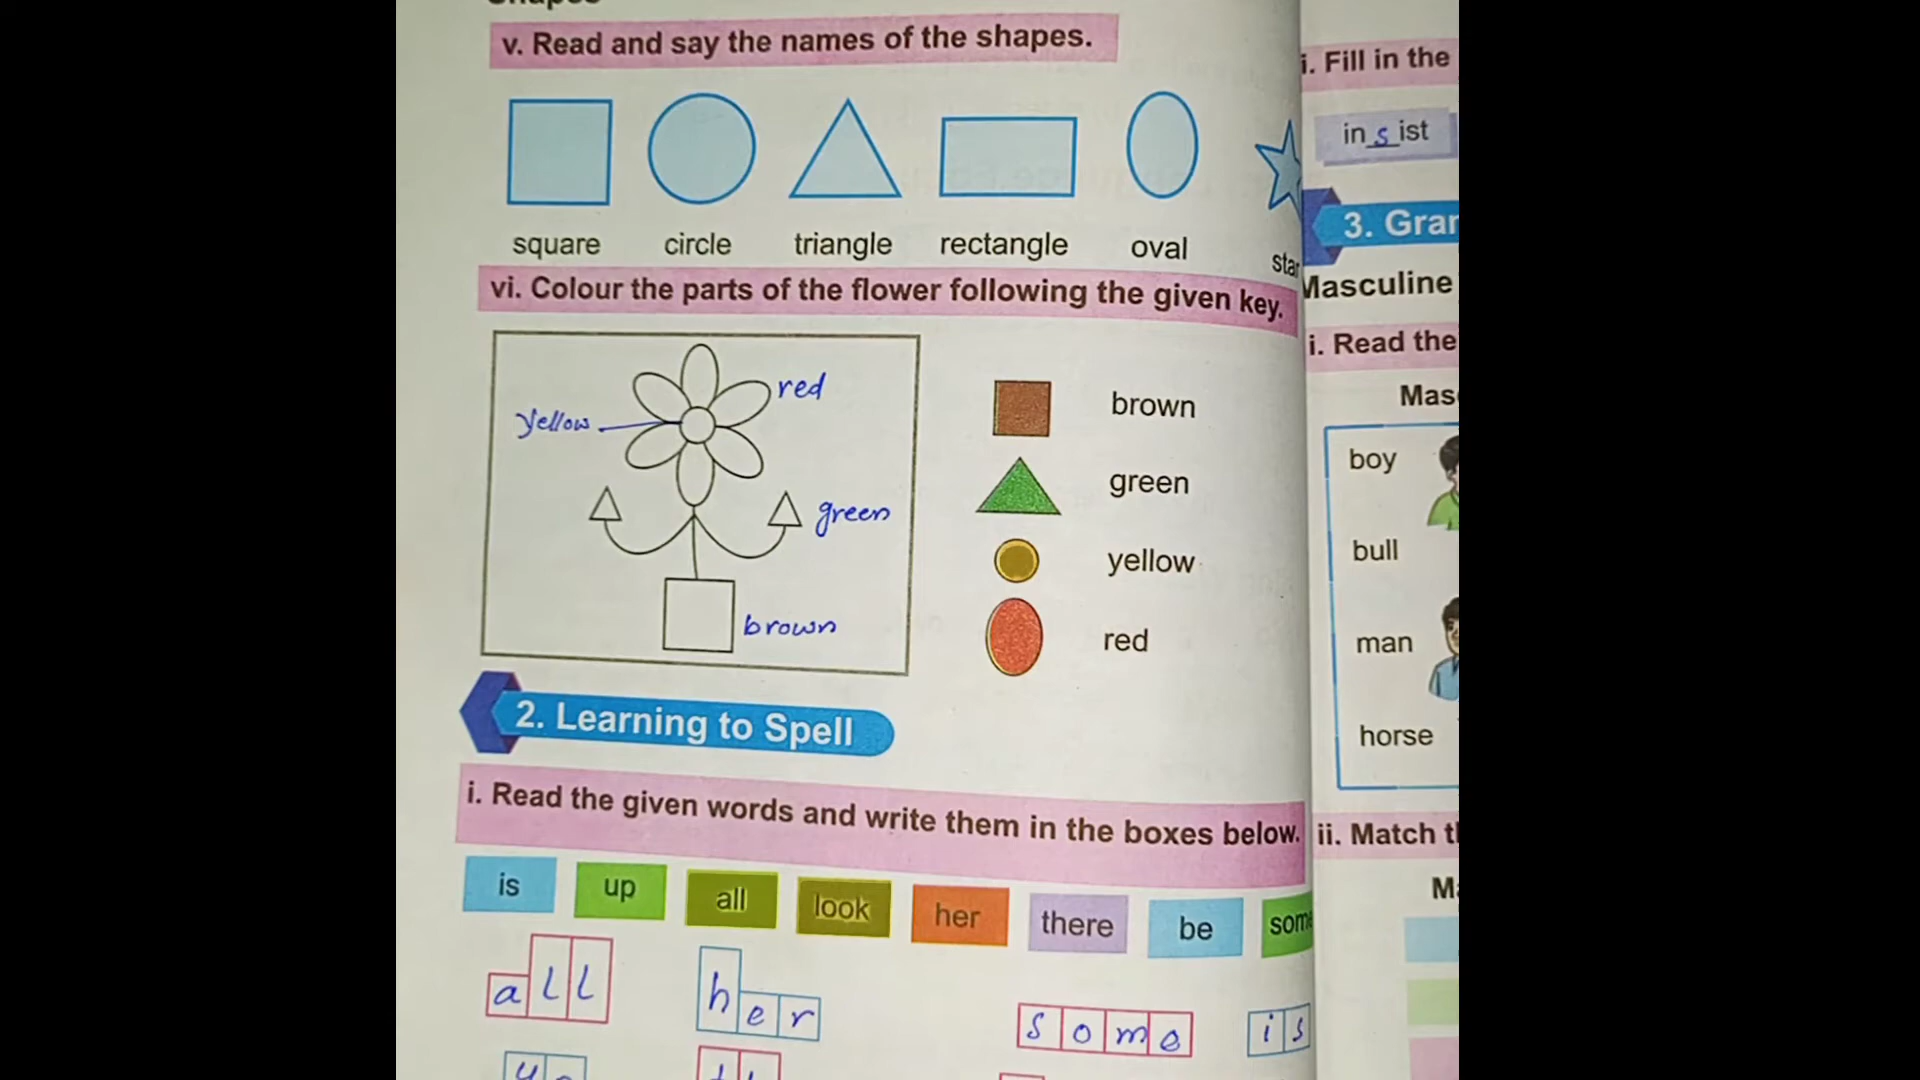 v. Read and say the names of the shapes.
square circle triangle rectangle oval star
vi. Colour the parts of the flower following the given key.
red
yellow
green
brown
brown
green
yellow
red
2. Learning to Spell
i. Read the given words and write them in the boxes below.
is up all look her there be some
all her some is
i. Fill in the
in s ist
3. Gra
Masculine
i. Read the
boy
bull
man
horse
ii. Match